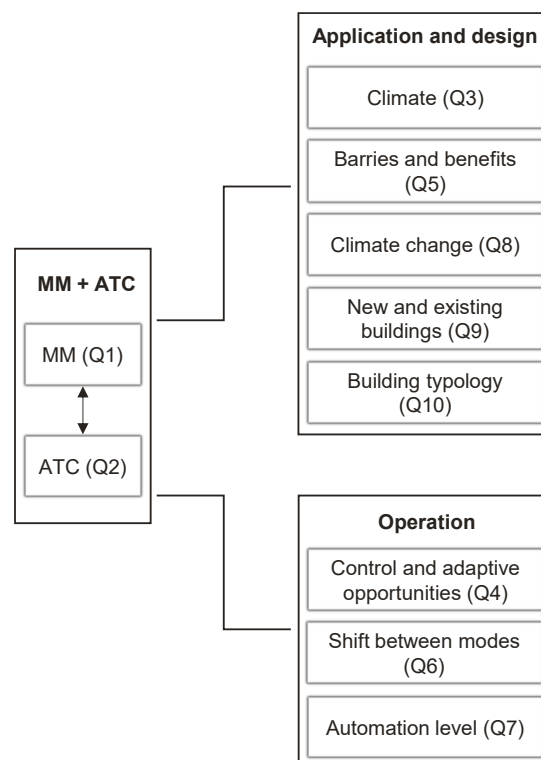 MM + ATC
MM (Q1)
ATC (Q2)
Application and design
Climate (Q3)
Barries and benefits
(Q5)
Climate change (Q8)
New and existing
buildings (Q9)
Building typology
(Q10)
Operation
Control and adaptive
opportunities (Q4)
Shift between modes
(Q6)
Automation level (Q7)